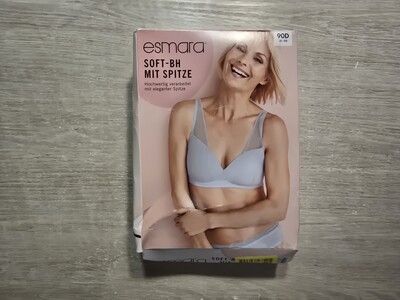 esmara
90D
SOFT-BH
MIT SPITZE
Hochwertig verarbeitet
mit eleganter Spitze